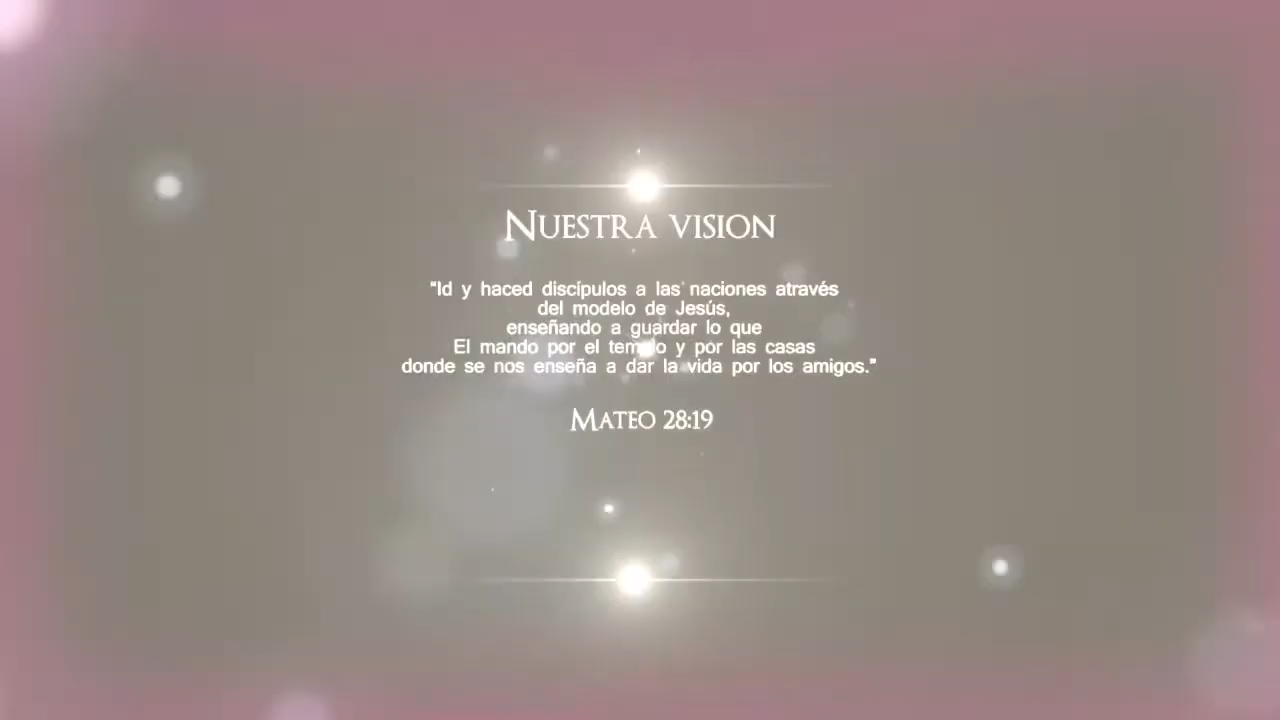 Nuestra vision
“Id y haced discípulos a las naciones através
del modelo de Jesús,
enseñando a guardar lo que
El mando por el templo y por las casas
donde se nos enseña a dar la vida por los amigos.”
Mateo 28:19